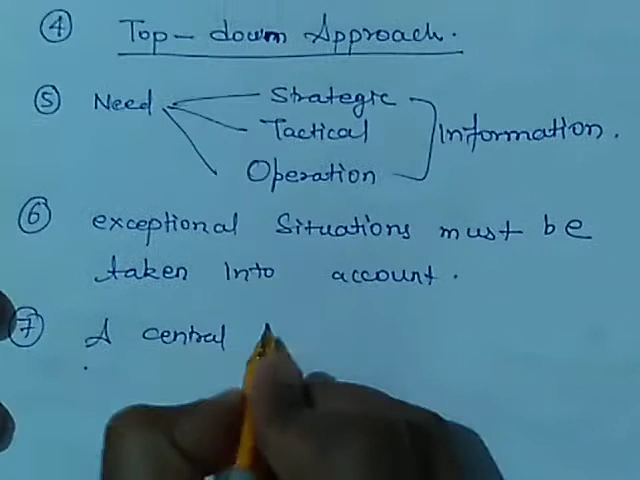 ④ Top-down Approach.
⑤ Need Strategic
Tactical Information.
Operation
⑥ exceptional Situations must be
taken into account.
⑦ A central